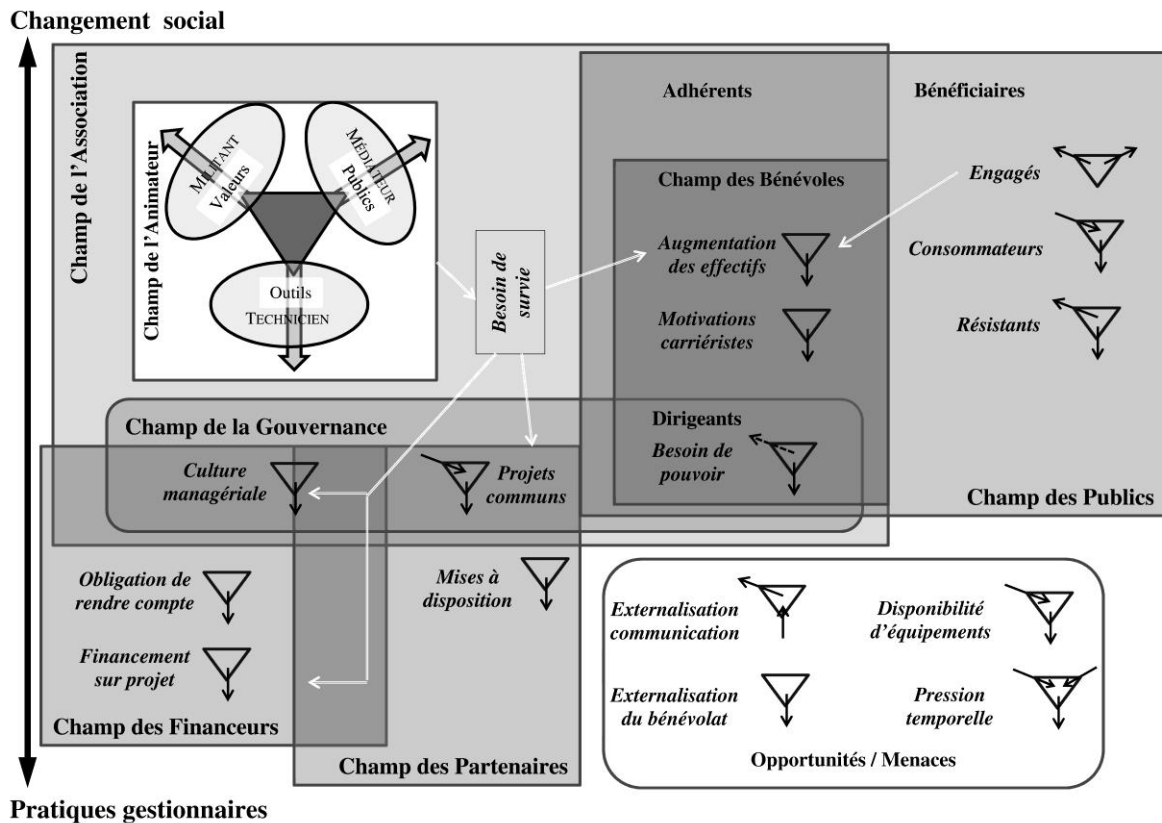 Changement social
Champ de l'Association
Champ de l'Animateur
MILITANT
Valeurs
MÉDIATEUR
Publics
Outils
TECHNICIEN
Besoin de
survie
Adhérents
Bénéficiaires
Champ des Bénévoles
Engagés
Augmentation
des effectifs
Consommateurs
Motivations
carriéristes
Résistants
Champ de la Gouvernance
Dirigeants
Culture
managériale
Projets
communs
Besoin de
pouvoir
Champ des Publics
Obligation de
rendre compte
Mises à
disposition
Financement
sur projet
Champ des Financeurs
Champ des Partenaires
Externalisation
communication
Disponibilité
d'équipements
Externalisation
du bénévolat
Pression
temporelle
Opportunités / Menaces
Pratiques gestionnaires